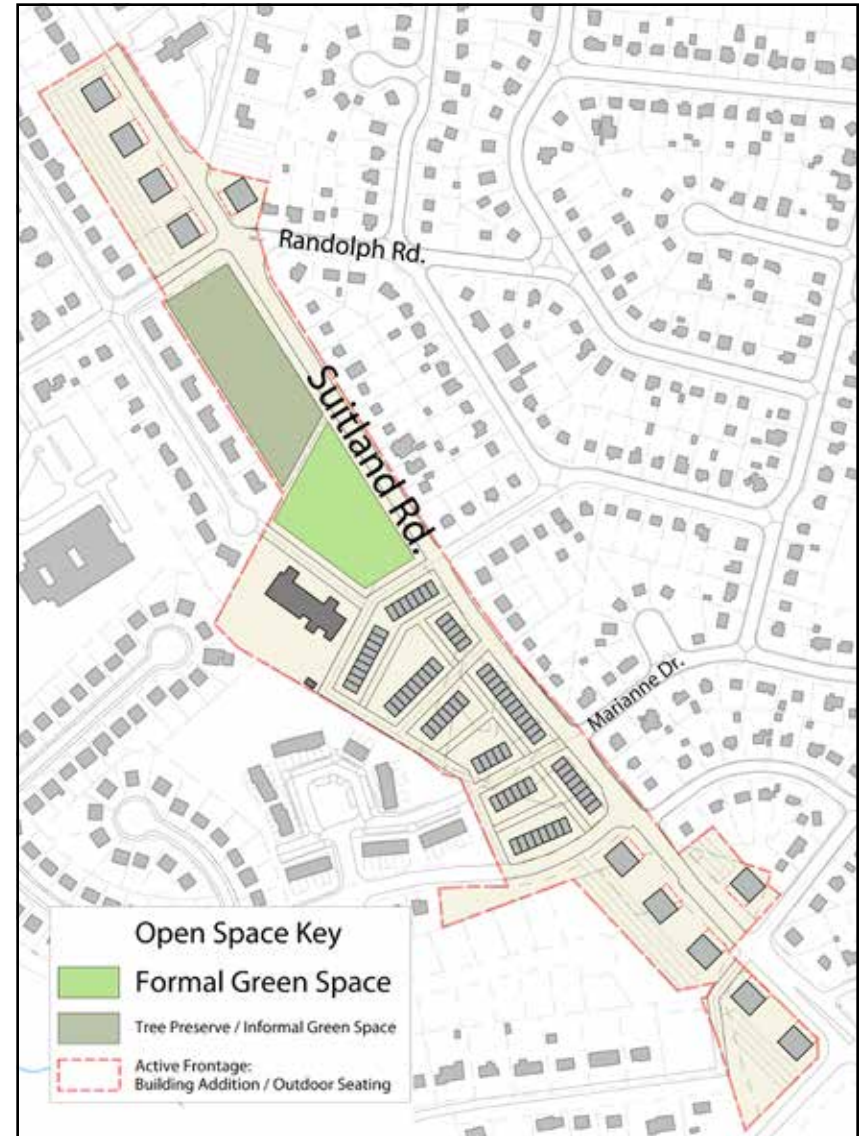 Randolph Rd.
Suitland Rd.
Marianne Dr.
Open Space Key
Formal Green Space
Tree Preserve / Informal Green Space
Active Frontage:
Building Addition / Outdoor Seating